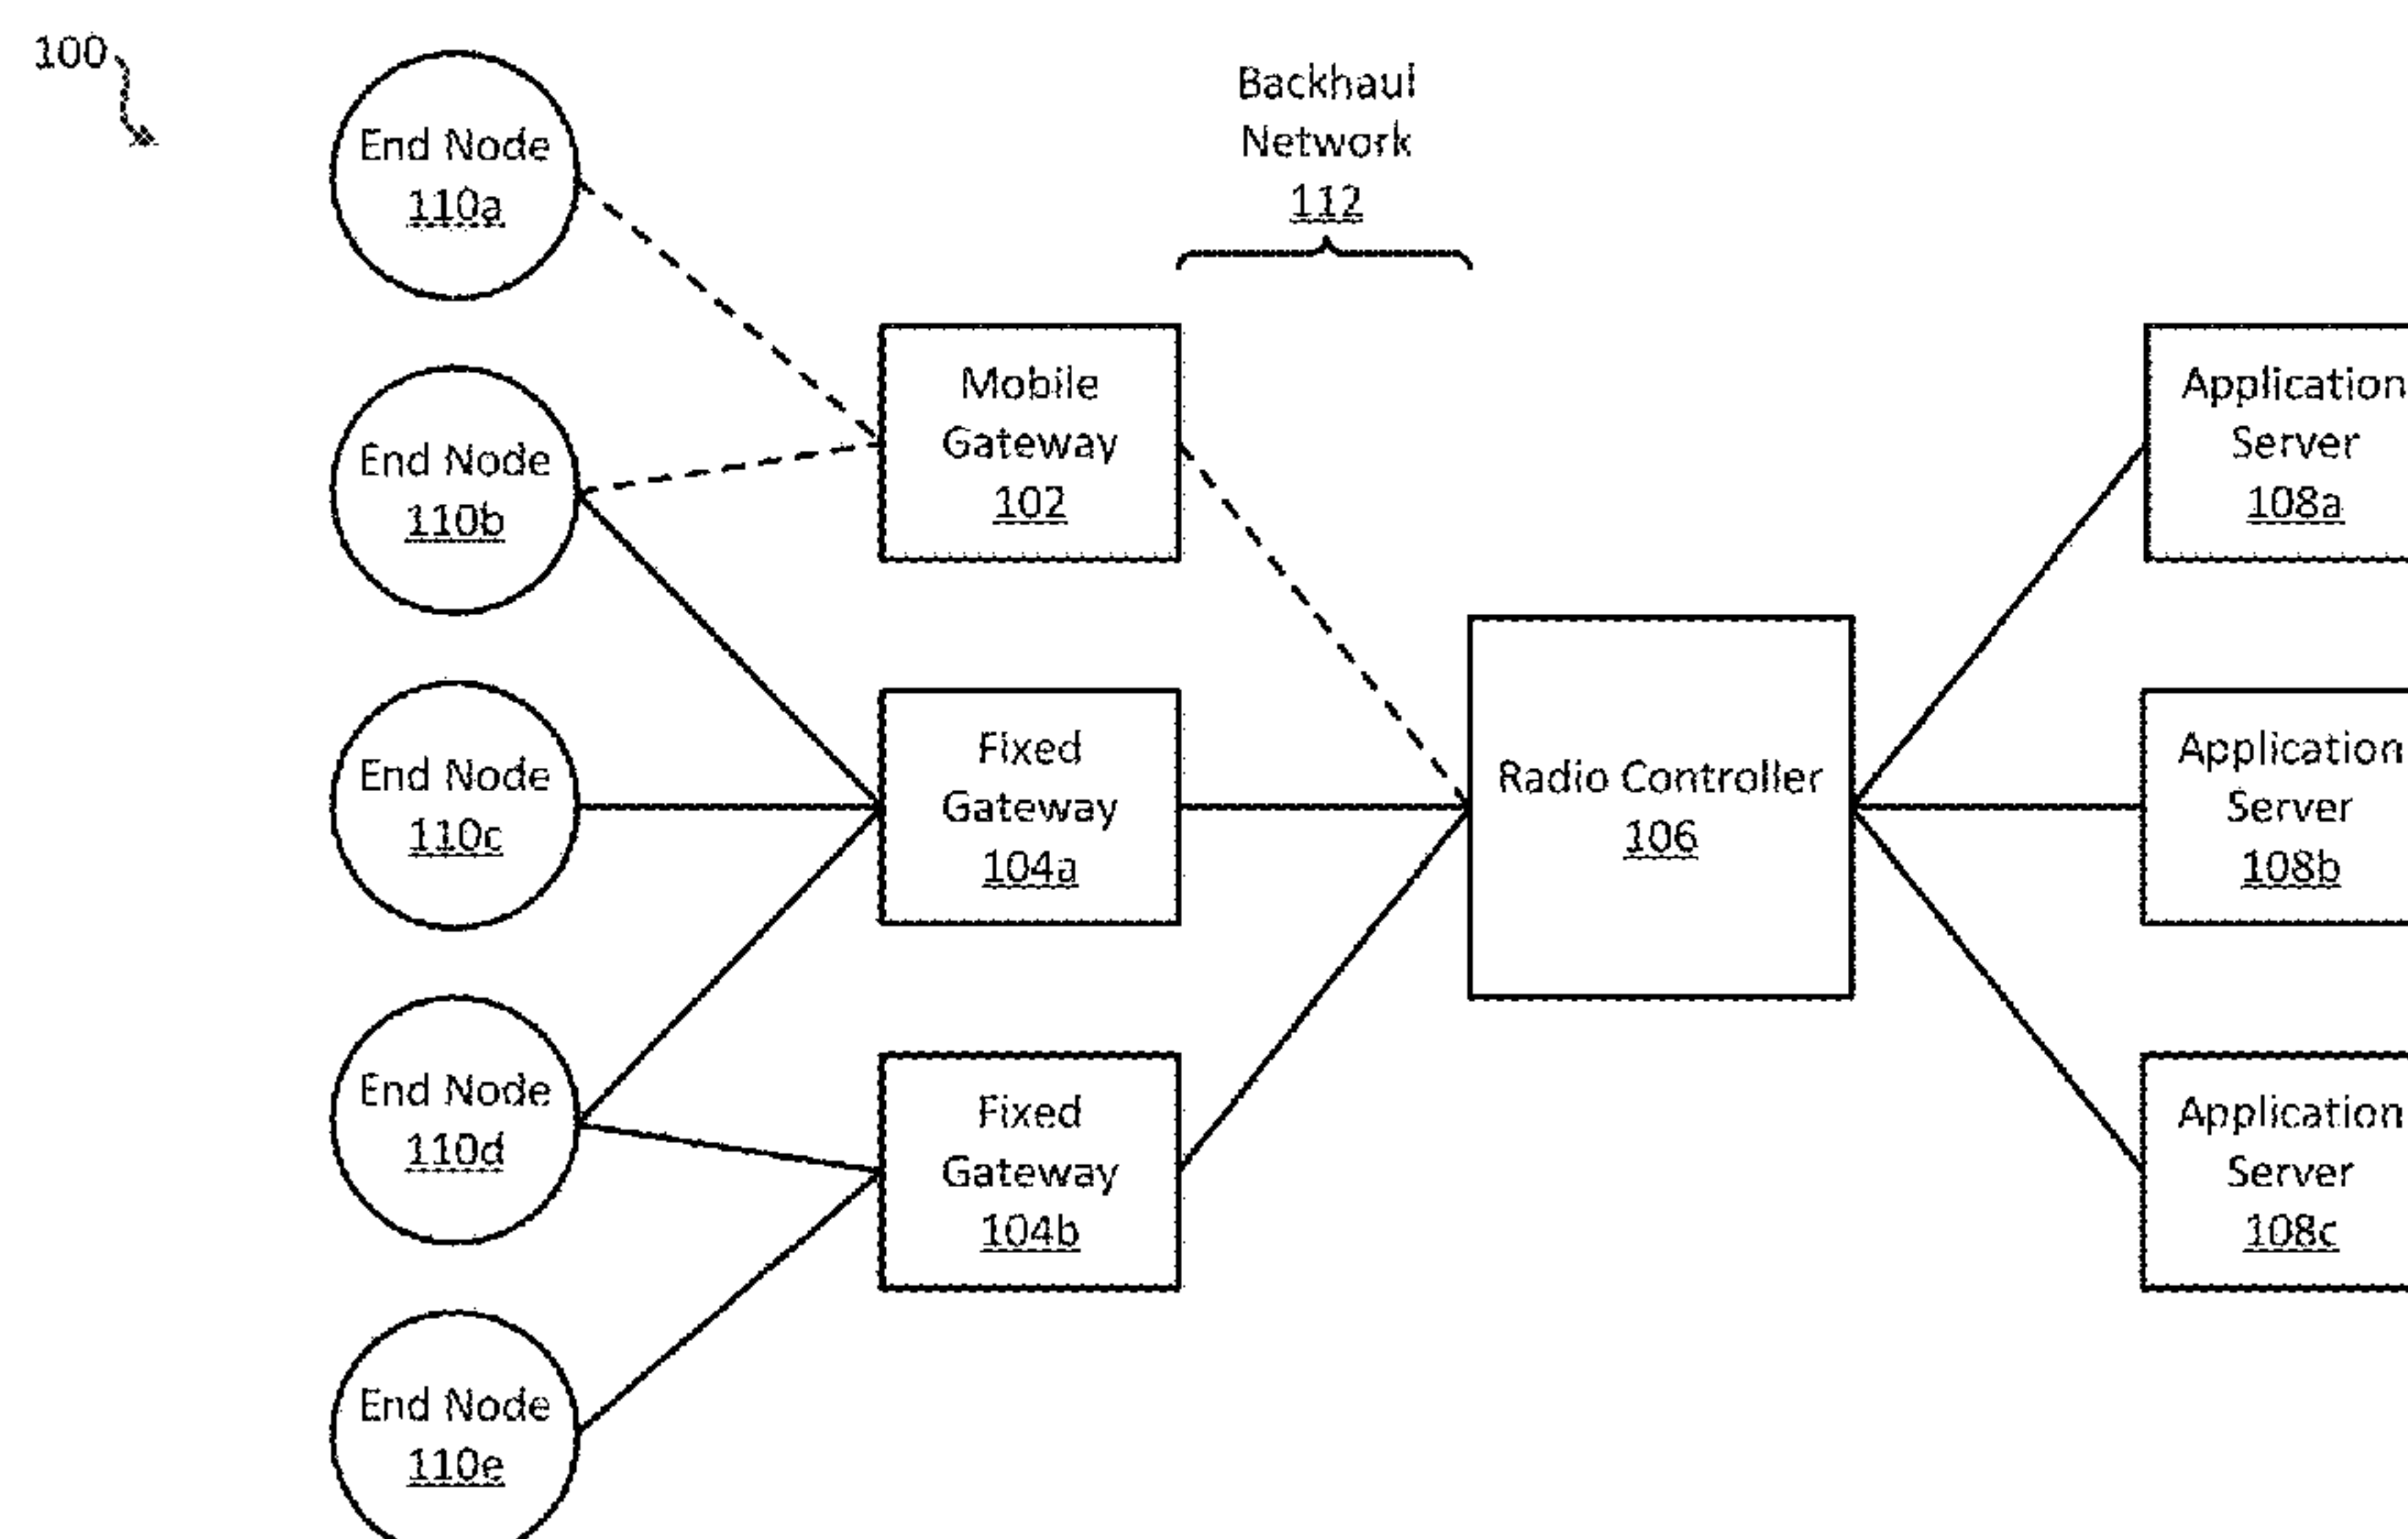 100
End Node
110a
Backhaul
Network
112
End Node
110b
Mobile
Gateway
102
Application
Server
108a
End Node
110c
Fixed
Gateway
104a
Radio Controller
106
Application
Server
108b
End Node
110d
Fixed
Gateway
104b
Application
Server
108c
End Node
110e